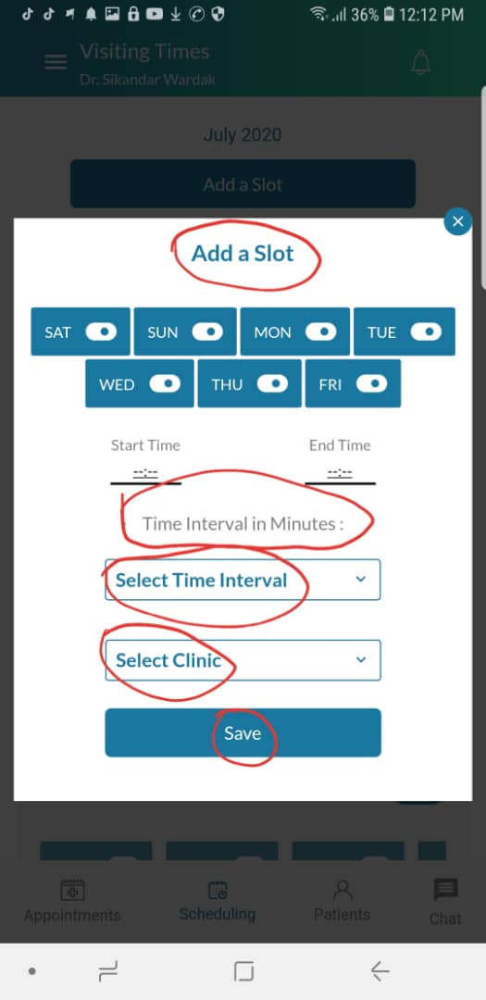 36% 12:12 PM
Visiting Times
Dr. Sikandar Wardak
July 2020
Add a Slot
Add a Slot
SAT SUN MON TUE
WED THU FRI
Start Time End Time
--:-- --:--
Time Interval in Minutes :
Select Time Interval
Select Clinic
Save
Appointments Scheduling Patients Chat